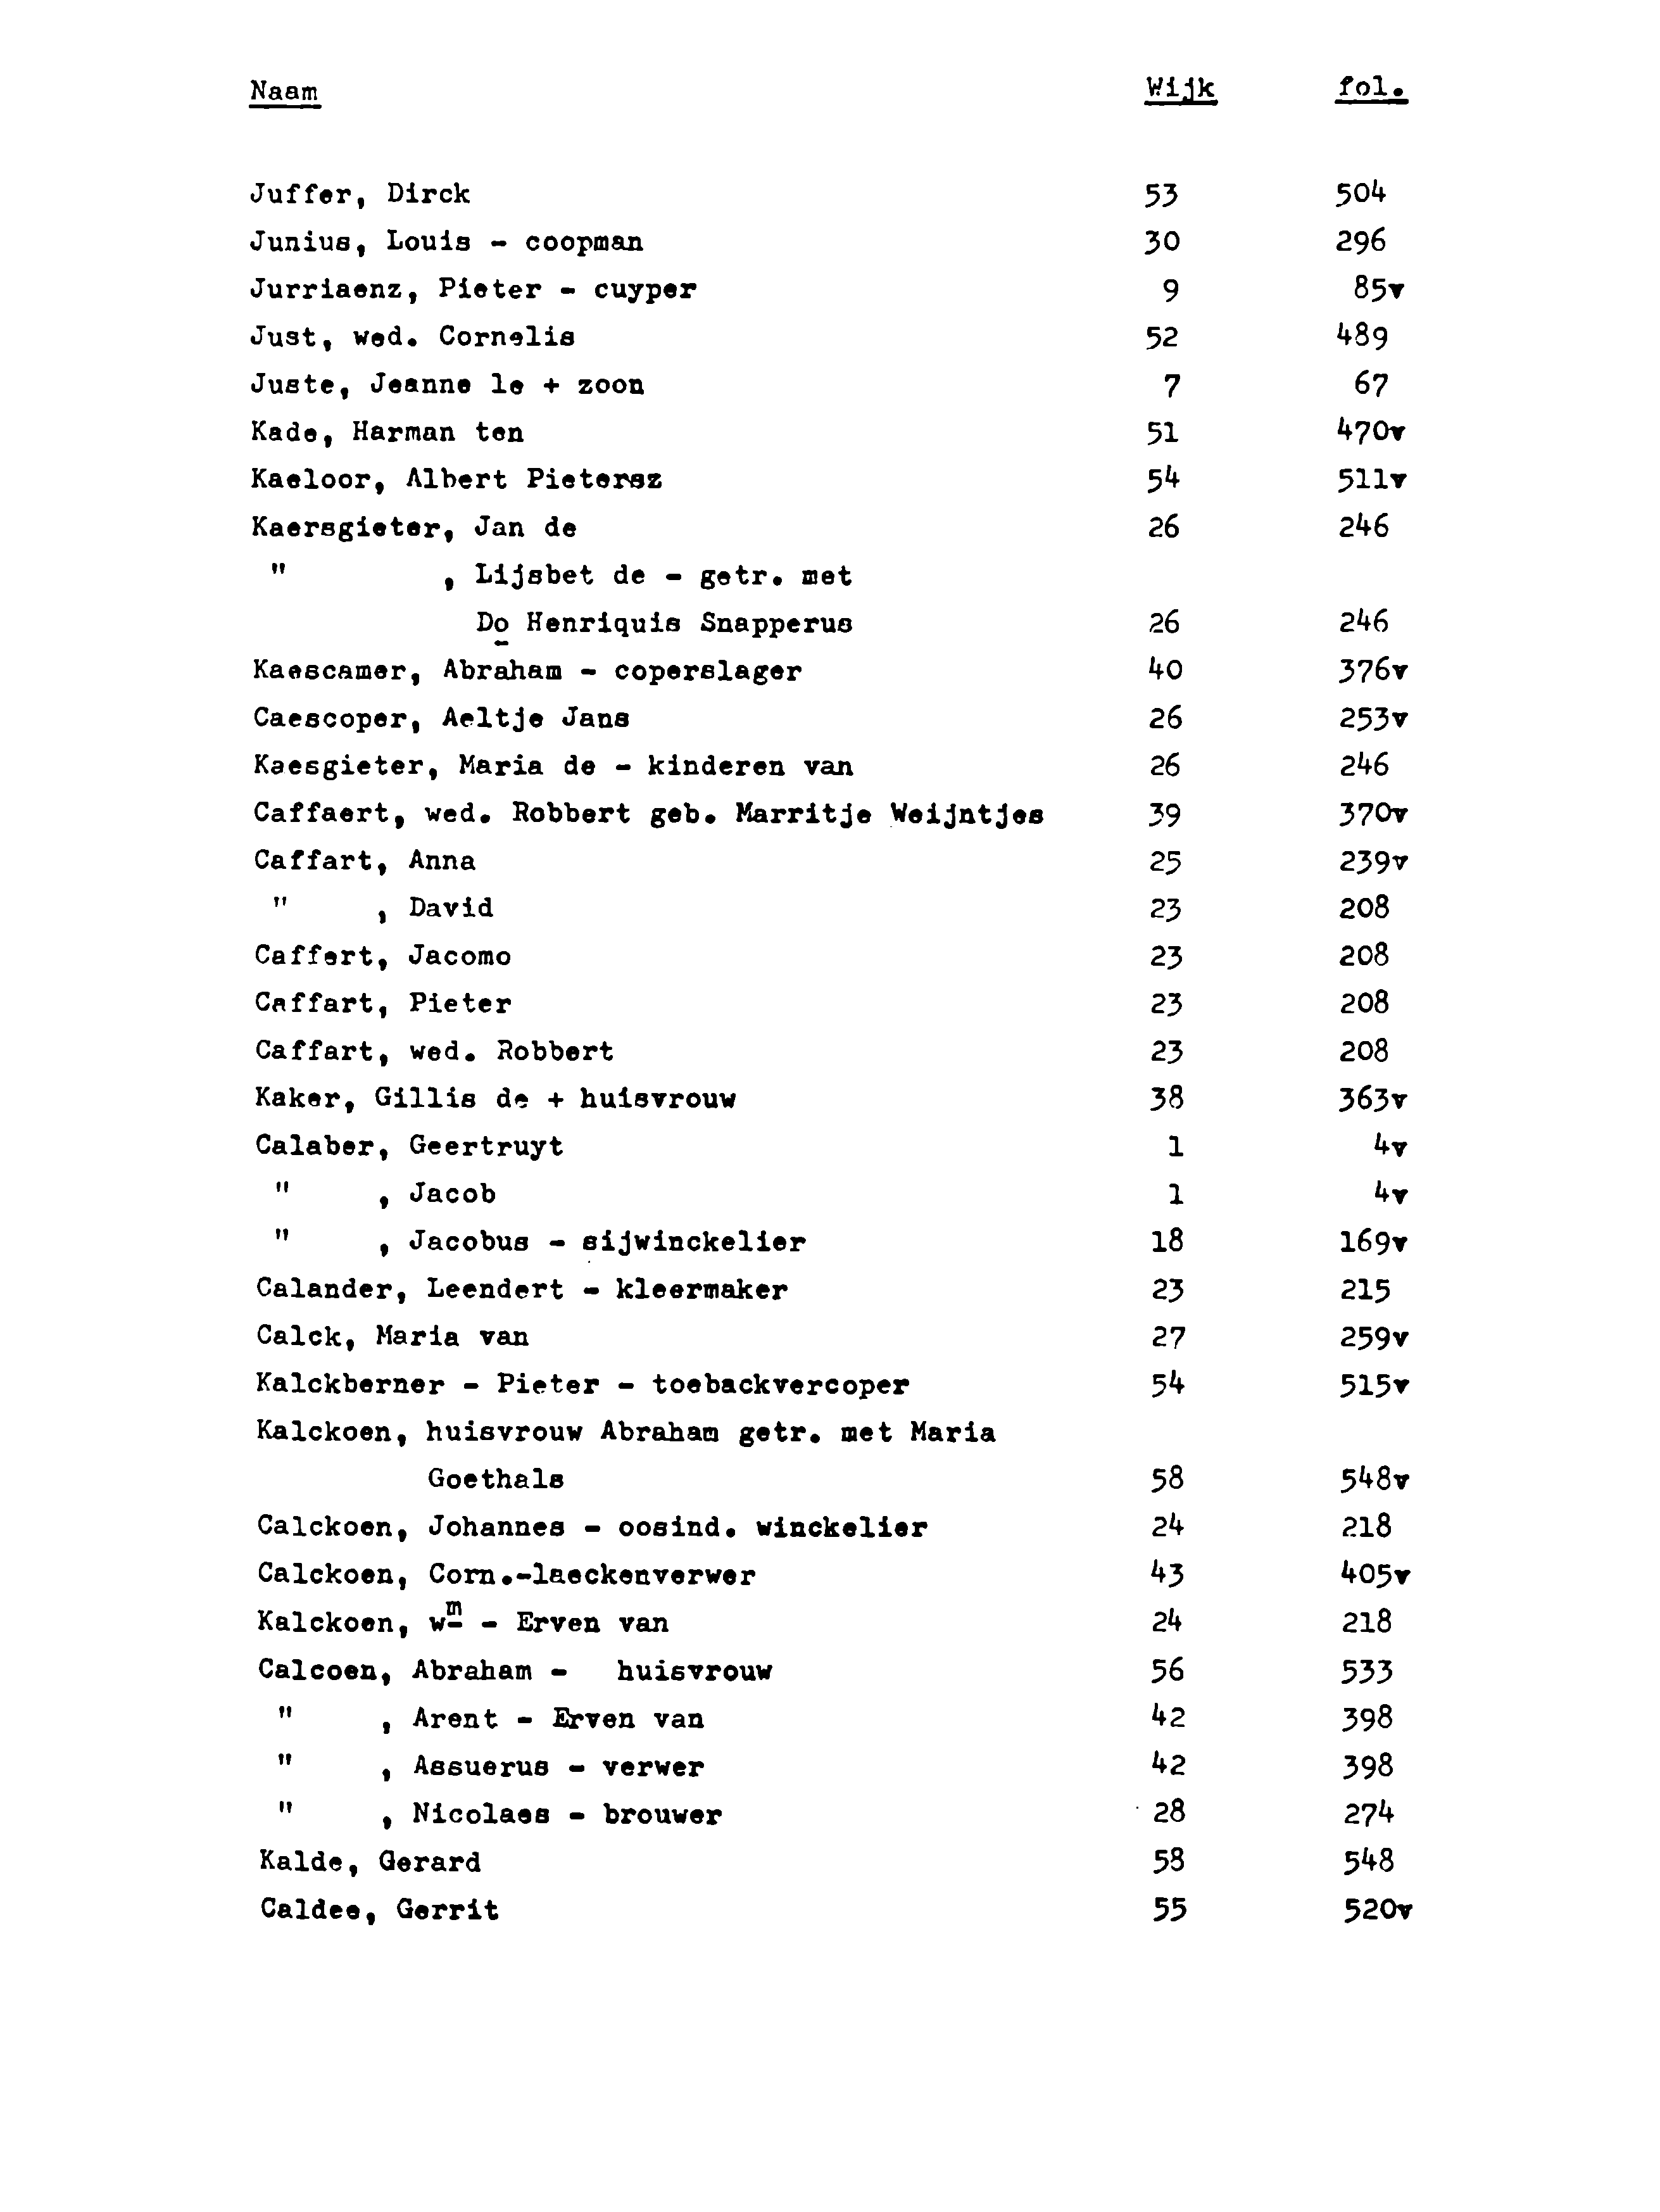 Naam Wijk fol.
Juffer, Dirck 53 504
Junius, Louis - coopman 30 296
Jurriaenz, Pieter - cuyper 9 85v
Just, wed. Cornelis 52 489
Juste, Jeanne le + zoon 7 67
Kade, Harman ten 51 470v
Kaeloor, Albert Pietersz 54 511v
Kaersgieter, Jan de 26 246
" , Lijsbet de - getr. met
Do Henriquis Snapperus 26 246
Kaescamer, Abraham - coperslager 40 376v
Caescoper, Aeltje Jans 26 253v
Kaesgieter, Maria de - kinderen van 26 246
Caffaert, wed. Robbert geb. Marritje Weijntjes 39 370v
Caffart, Anna 25 239v
" , David 23 208
Caffert, Jacomo 23 208
Caffart, Pieter 23 208
Caffart, wed. Robbert 23 208
Kaker, Gillis de + huisvrouw 38 363v
Calaber, Geertruyt 1 4v
" , Jacob 1 4v
" , Jacobus - sijwinckelier 18 169v
Calander, Leendert - kleermaker 23 215
Calck, Maria van 27 259v
Kalckberner - Pieter - toebackvercoper 54 515v
Kalckoen, huisvrouw Abraham getr. met Maria
Goethals 58 548v
Calckoen, Johannes - oosind. winckelier 24 218
Calckoen, Corn.-laeckenverwer 43 405v
Kalckoen, wm - Erven van 24 218
Calcoen, Abraham - huisvrouw 56 533
" , Arent - Erven van 42 398
" , Assuerus - verwer 42 398
" , Nicolaes - brouwer 28 274
Kalde, Gerard 58 548
Caldee, Gerrit 55 520v